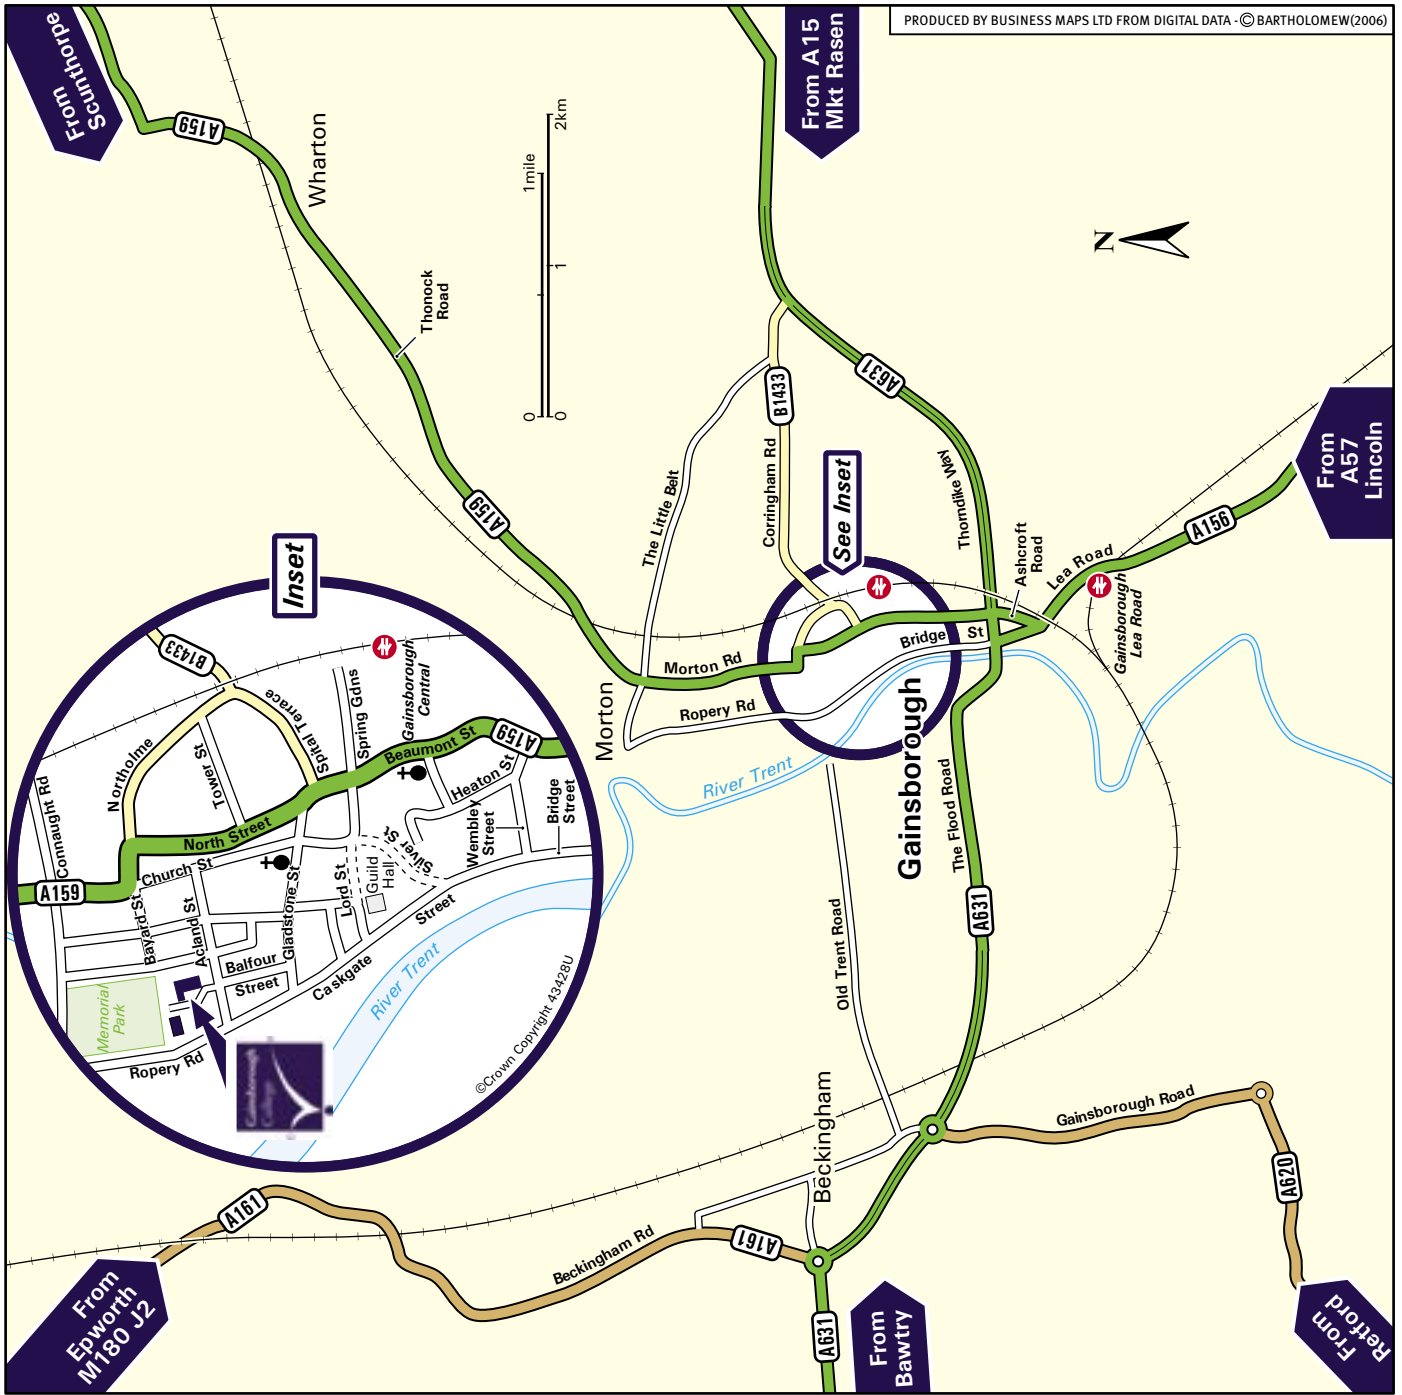 PRODUCED BY BUSINESS MAPS LTD FROM DIGITAL DATA - © BARTHOLOMEW(2006)
From
Scunthorpe
A159
Wharton
Thonock
Road
A159
0
1mile
0
1
2km
From A15
Mkt Rasen
N
A631
B1433
Corringham Rd
The Little Belt
See Inset
Thorndike Way
Ashcroft
Road
Lea Road
A156
From
A57
Lincoln
Gainsborough
Lea Road
Bridge
St
Morton Rd
Ropery Rd
Morton
River Trent
Gainsborough
The Flood Road
A631
Old Trent Road
Beckingham
Gainsborough Road
A620
From
Retford
A161
Beckingham Rd
A161
A631
From
Bawtry
From
Epworth
M180 J2
Inset
B1433
Northolme
Spital Terrace
Tower St
Spring Gdns
Gainsborough
Central
Beaumont St
A159
Heaton St
Wembley
Street
Bridge
Street
Connaught Rd
A159
North Street
Church St
Silver St
Guild
Hall
Lord St
Gladstone St
Bayard St
Acland St
Balfour
Street
Caskgate
Street
River Trent
Memorial
Park
Ropery Rd
Gainsborough
College
©Crown Copyright 43428U